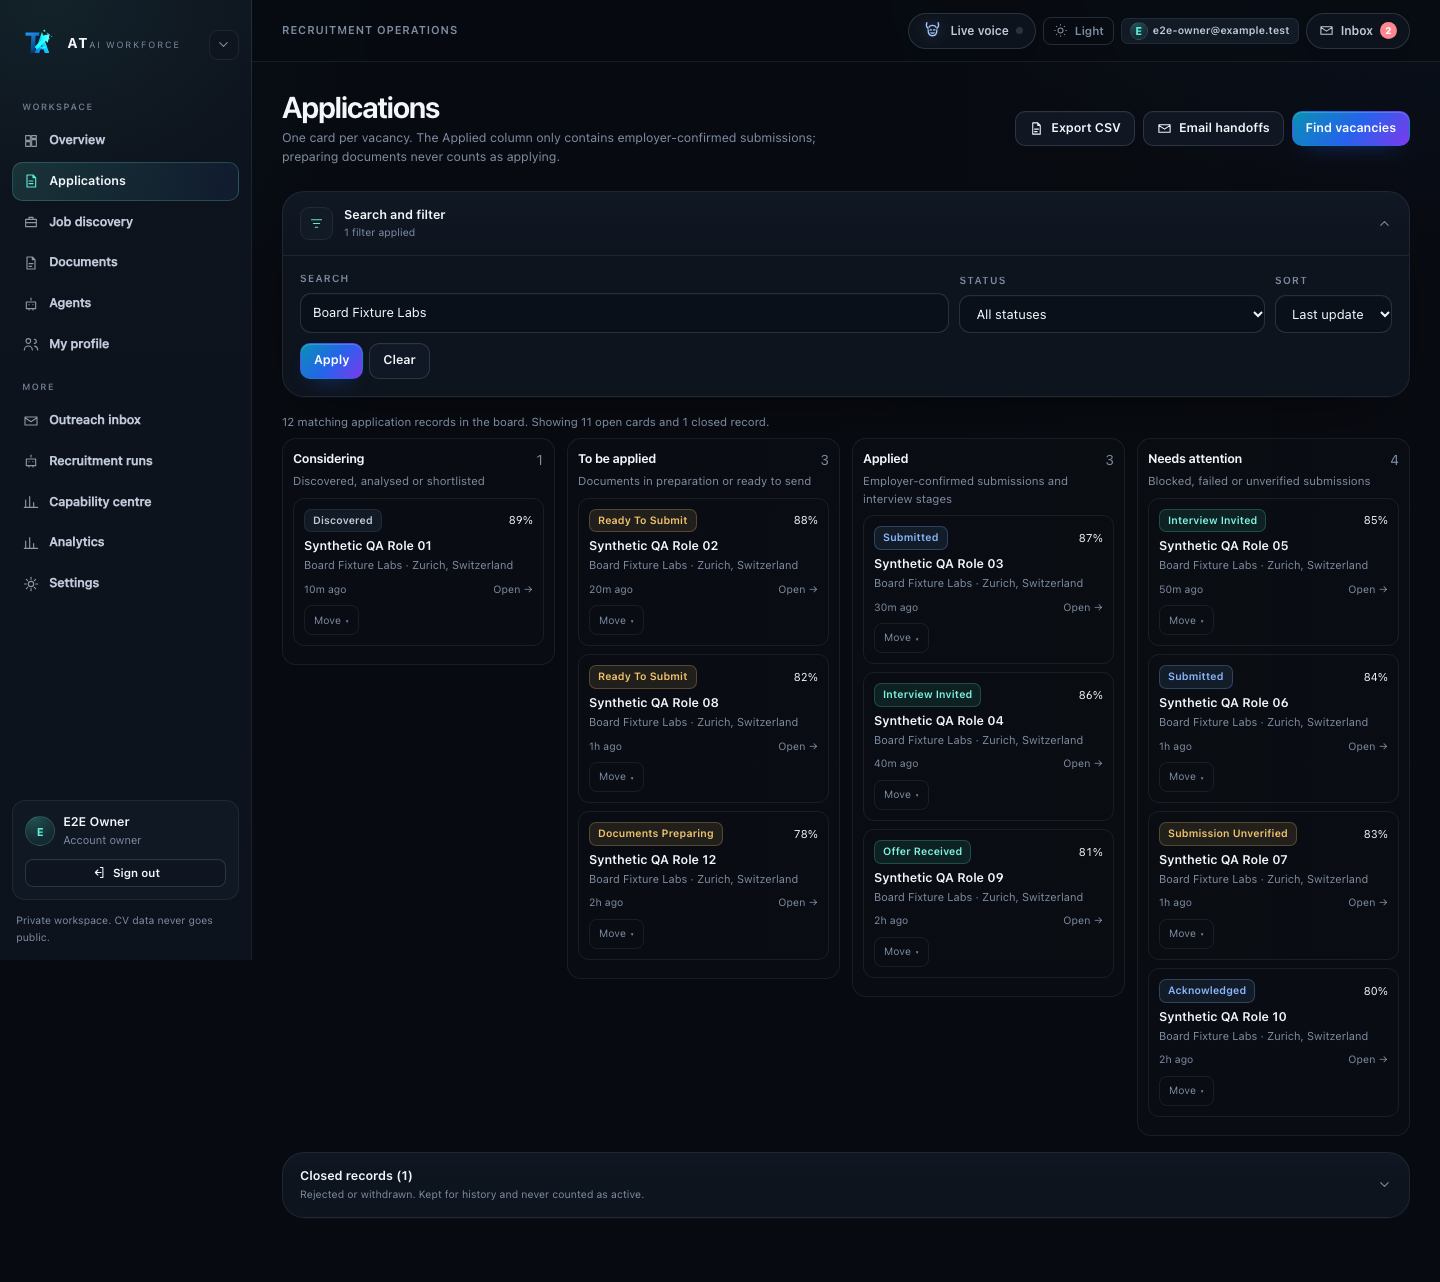 AT AI WORKFORCE
WORKSPACE
Overview
Applications
Job discovery
Documents
Agents
My profile
MORE
Outreach inbox
Recruitment runs
Capability centre
Analytics
Settings
E
E2E Owner
Account owner
Sign out
Private workspace. CV data never goes
public.
RECRUITMENT OPERATIONS
Live voice
Light
E e2e-owner@example.test
Inbox 2
Applications
One card per vacancy. The Applied column only contains employer-confirmed submissions;
preparing documents never counts as applying.
Export CSV
Email handoffs
Find vacancies
Search and filter
1 filter applied
SEARCH
Board Fixture Labs
STATUS
All statuses
SORT
Last update
Apply
Clear
12 matching application records in the board. Showing 11 open cards and 1 closed record.
Considering 1
Discovered, analysed or shortlisted
Discovered 89%
Synthetic QA Role 01
Board Fixture Labs · Zurich, Switzerland
10m ago Open →
Move
To be applied 3
Documents in preparation or ready to send
Ready To Submit 88%
Synthetic QA Role 02
Board Fixture Labs · Zurich, Switzerland
20m ago Open →
Move
Ready To Submit 82%
Synthetic QA Role 08
Board Fixture Labs · Zurich, Switzerland
1h ago Open →
Move
Documents Preparing 78%
Synthetic QA Role 12
Board Fixture Labs · Zurich, Switzerland
2h ago Open →
Move
Applied 3
Employer-confirmed submissions and
interview stages
Submitted 87%
Synthetic QA Role 03
Board Fixture Labs · Zurich, Switzerland
30m ago Open →
Move
Interview Invited 86%
Synthetic QA Role 04
Board Fixture Labs · Zurich, Switzerland
40m ago Open →
Move
Offer Received 81%
Synthetic QA Role 09
Board Fixture Labs · Zurich, Switzerland
2h ago Open →
Move
Needs attention 4
Blocked, failed or unverified submissions
Interview Invited 85%
Synthetic QA Role 05
Board Fixture Labs · Zurich, Switzerland
50m ago Open →
Move
Submitted 84%
Synthetic QA Role 06
Board Fixture Labs · Zurich, Switzerland
1h ago Open →
Move
Submission Unverified 83%
Synthetic QA Role 07
Board Fixture Labs · Zurich, Switzerland
1h ago Open →
Move
Acknowledged 80%
Synthetic QA Role 10
Board Fixture Labs · Zurich, Switzerland
2h ago Open →
Move
Closed records (1)
Rejected or withdrawn. Kept for history and never counted as active.